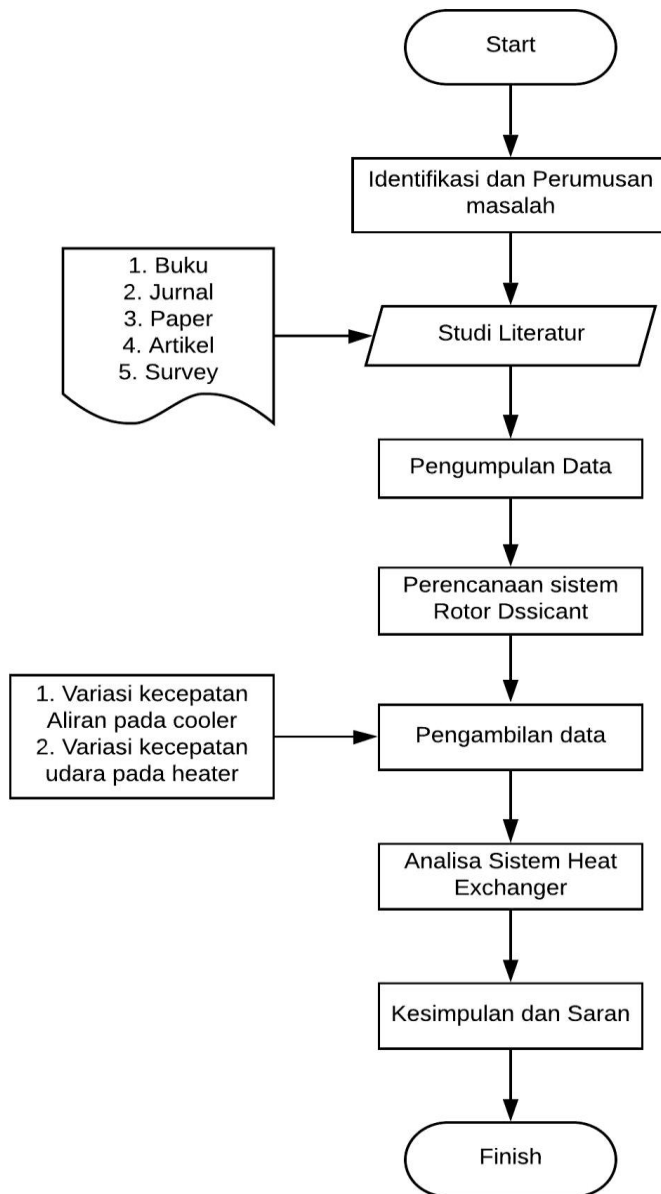 Start
Identifikasi dan Perumusan
masalah
1. Buku
2. Jurnal
3. Paper
4. Artikel
5. Survey
Studi Literatur
Pengumpulan Data
Perencanaan sistem
Rotor Dssicant
1. Variasi kecepatan
Aliran pada cooler
2. Variasi kecepatan
udara pada heater
Pengambilan data
Analisa Sistem Heat
Exchanger
Kesimpulan dan Saran
Finish